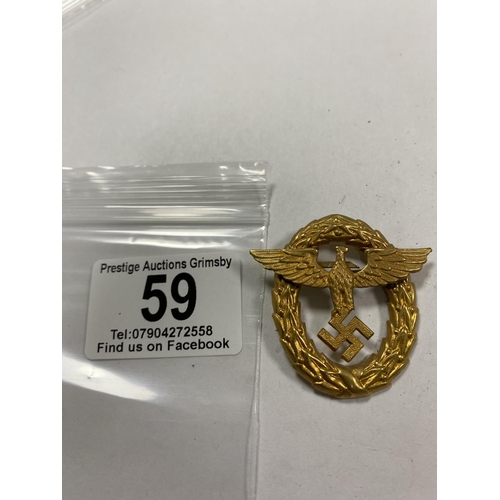 Prestige Auctions Grimsby
59
Tel:07904272558
Find us on Facebook